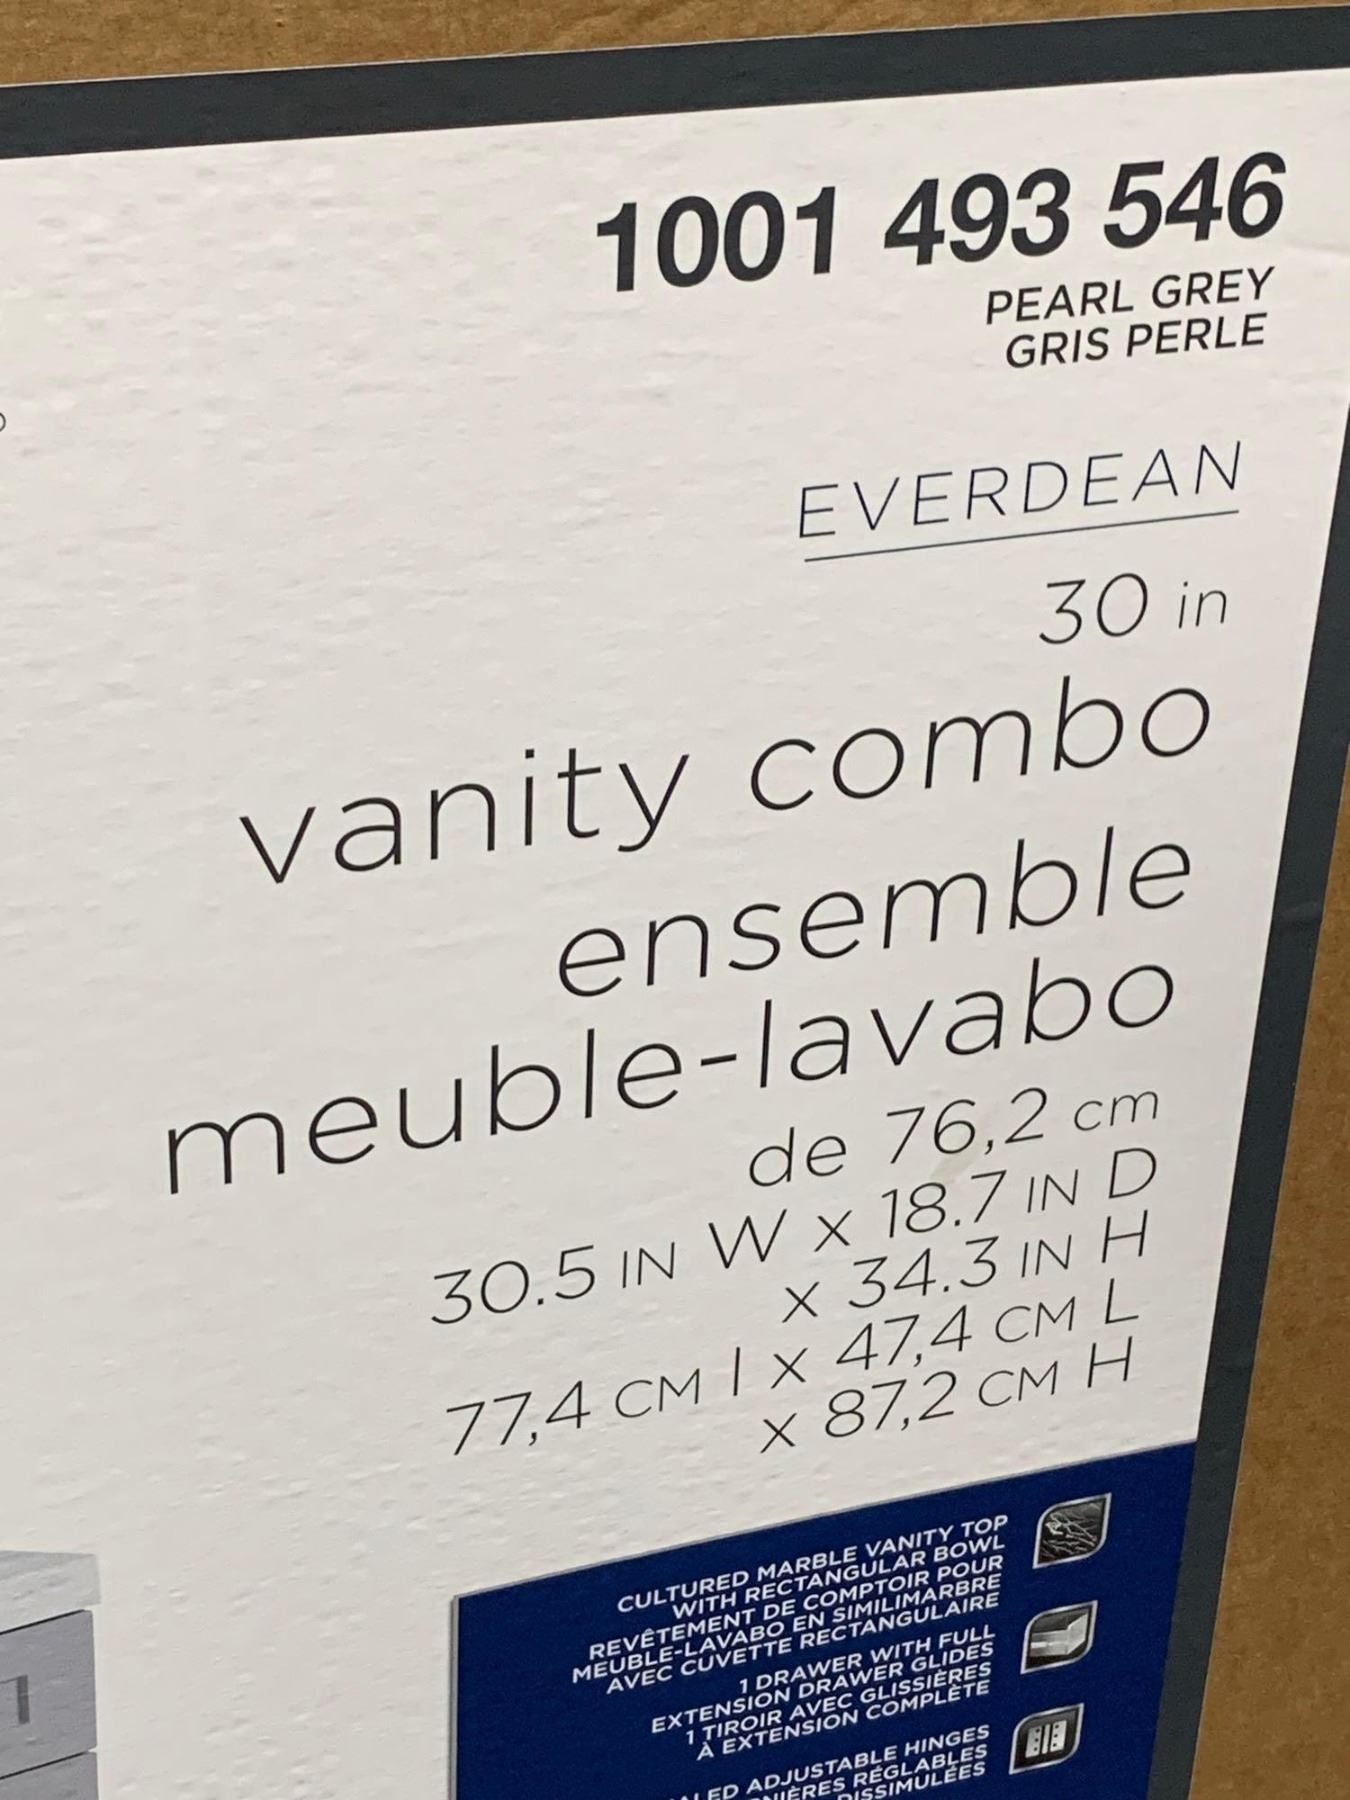 1001 493 546
PEARL GREY
GRIS PERLE
EVERDEAN
30 in
vanity combo
ensemble
meuble-lavabo
de 76,2 cm
30.5 IN W x 18.7 IN D
x 34.3 IN H
77,4 CM l x 47,4 CM L
x 87,2 CM H
CULTURED MARBLE VANITY TOP
WITH RECTANGULAR BOWL
REVÊTEMENT DE COMPTOIR POUR
MEUBLE-LAVABO EN SIMILIMARBRE
AVEC CUVETTE RECTANGULAIRE
1 DRAWER WITH FULL
EXTENSION DRAWER GLIDES
1 TIROIR AVEC GLISSIÈRES
À EXTENSION COMPLÈTE
ADJUSTABLE HINGES
RÉGLABLES
DISSIMULÉES